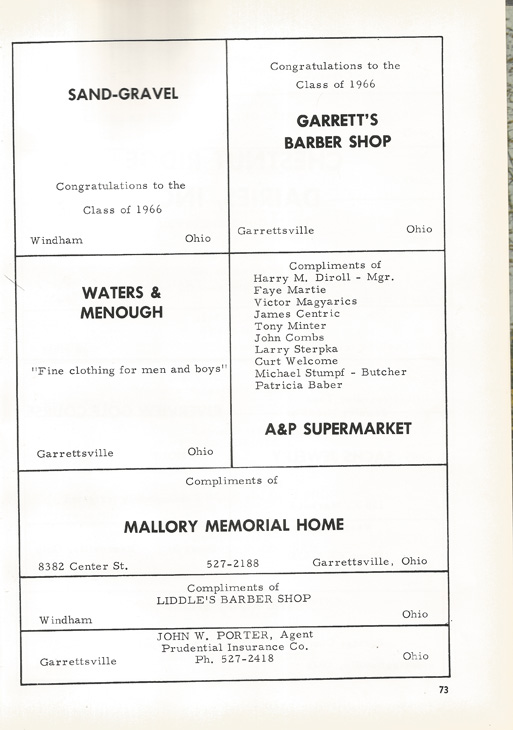 SAND-GRAVEL
Congratulations to the
Class of 1966
Windham Ohio
Congratulations to the
Class of 1966
GARRETT'S
BARBER SHOP
Garrettsville Ohio
WATERS &
MENOUGH
"Fine clothing for men and boys"
Garrettsville Ohio
Compliments of
Harry M. Diroll - Mgr.
Faye Martie
Victor Magyarics
James Centric
Tony Minter
John Combs
Larry Sterpka
Curt Welcome
Michael Stumpf - Butcher
Patricia Baber
A&P SUPERMARKET
Compliments of
MALLORY MEMORIAL HOME
8382 Center St. 527-2188 Garrettsville, Ohio
Compliments of
LIDDLE'S BARBER SHOP
Windham Ohio
JOHN W. PORTER, Agent
Prudential Insurance Co.
Garrettsville Ph. 527-2418 Ohio
73